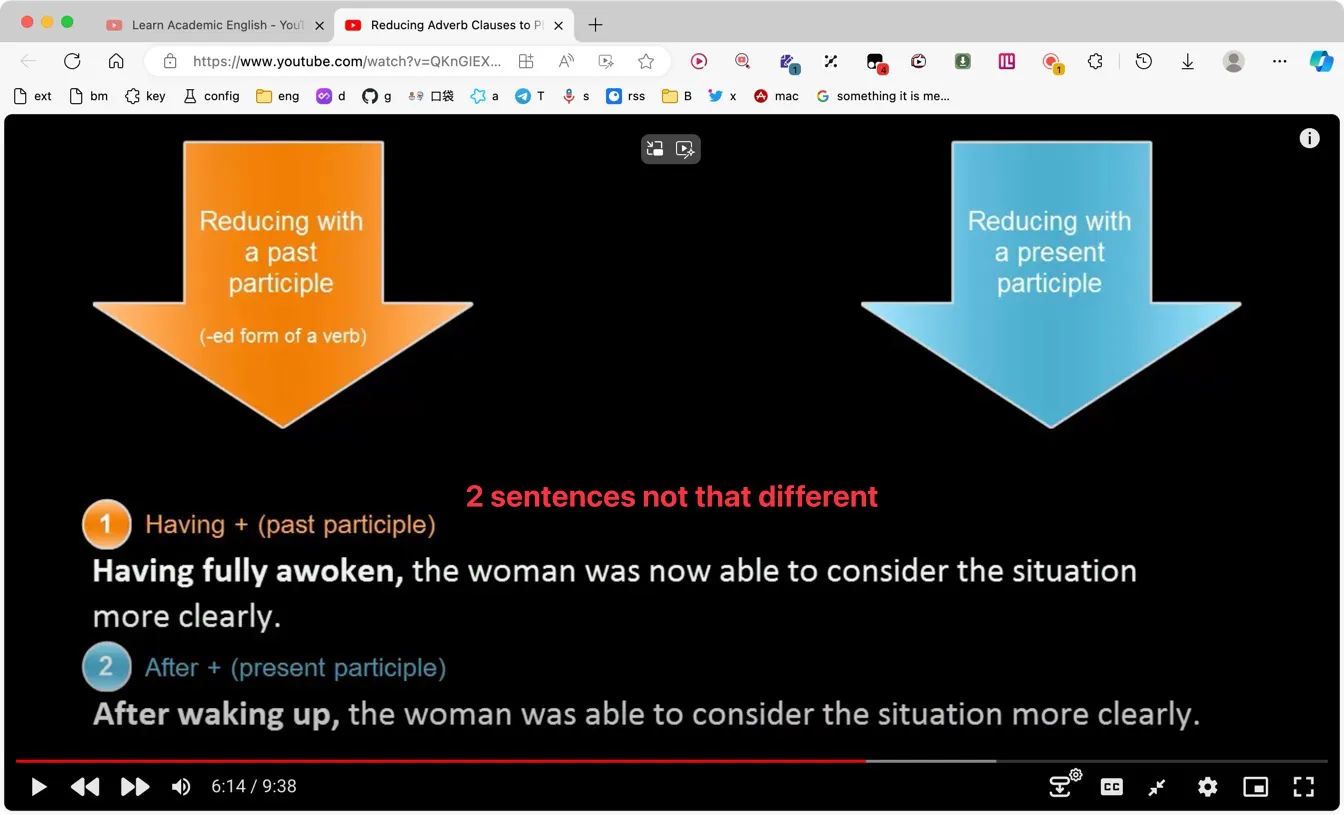 Learn Academic English - YouT
Reducing Adverb Clauses to P
https://www.youtube.com/watch?v=QKnGIEX...
1
4
1
ext bm key config eng d g 口袋 a T s rss B x mac something it is me...
Reducing with
a past
participle
(-ed form of a verb)
Reducing with
a present
participle
2 sentences not that different
1 Having + (past participle)
Having fully awoken, the woman was now able to consider the situation
more clearly.
2 After + (present participle)
After waking up, the woman was able to consider the situation more clearly.
6:14 / 9:38
CC